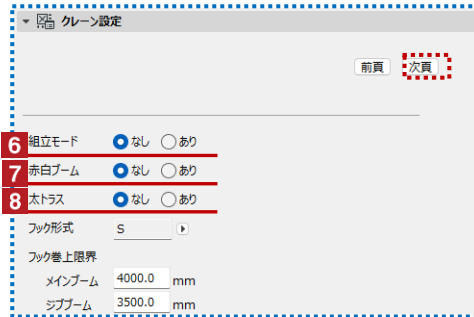 クレーン設定
前頁 次頁
6 組立モード なし あり
7 赤白ブーム なし あり
8 太トラス なし あり
フック形式 S
フック巻上限界
メインブーム 4000.0 mm
ジブブーム 3500.0 mm